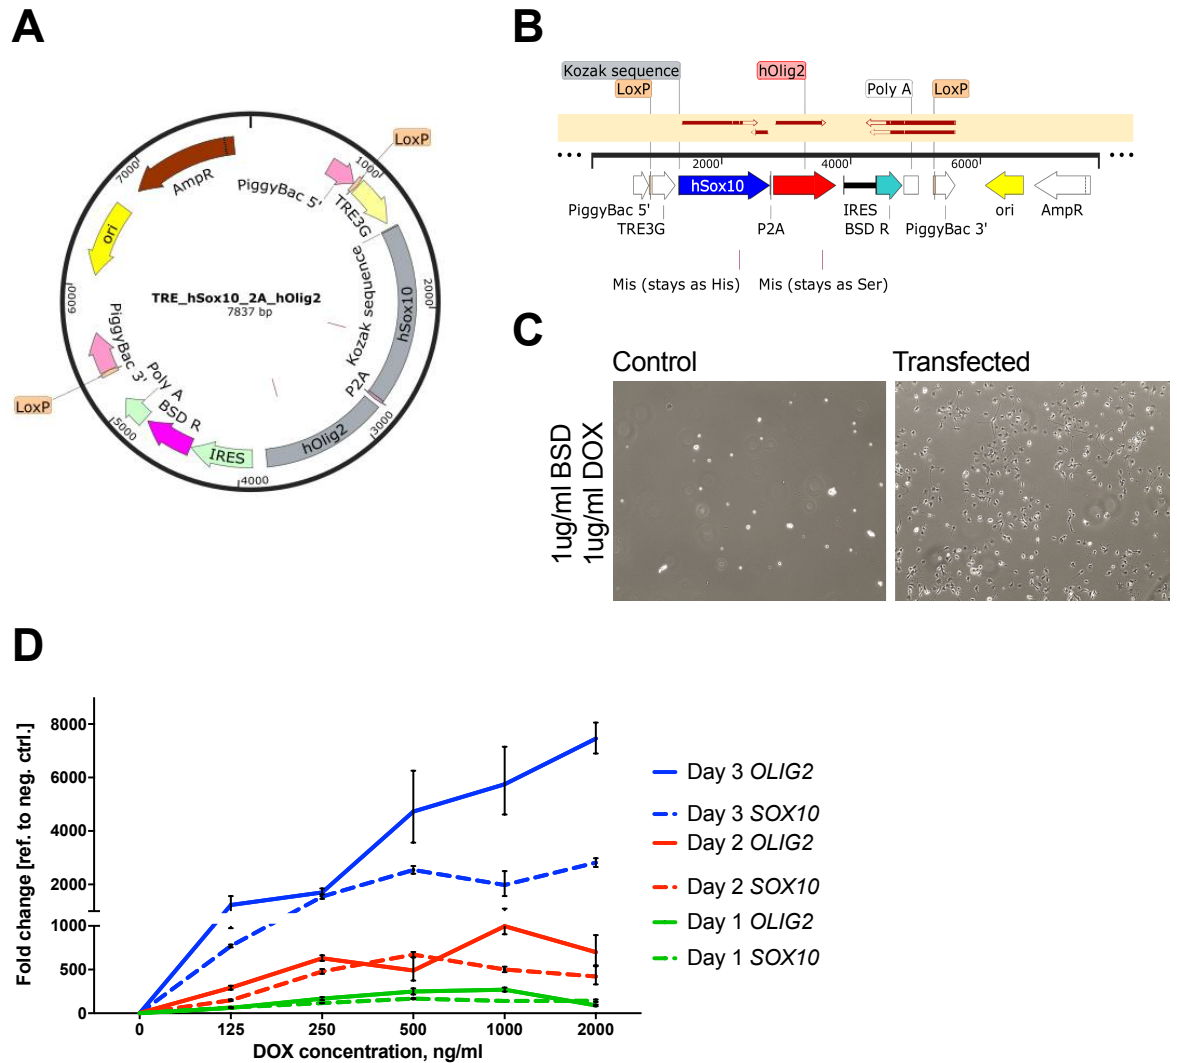 A
LoxP
1000
7000
AmpR
PiggyBac 5'
TRE3G
ori
Kozak sequence
hSox10
2000
TRE_hSox10_2A_hOlig2
7837 bp
6000
PiggyBac 3'
P2A
LoxP
Poly A
BSD R
5000
IRES
hOlig2
3000
4000
B
Kozak sequence
hOlig2
LoxP
Poly A
LoxP
2000
4000
6000
hSox10
PiggyBac 5'
P2A
IRES
PiggyBac 3'
ori
AmpR
TRE3G
BSD R
Mis (stays as His)
Mis (stays as Ser)
C
Control
Transfected
1ug/ml BSD
1ug/ml DOX
D
Fold change [ref. to neg. ctrl.]
8000
6000
4000
2000
1000
500
0
0
125
250
500
1000
2000
DOX concentration, ng/ml
Day 3 OLIG2
Day 3 SOX10
Day 2 OLIG2
Day 2 SOX10
Day 1 OLIG2
Day 1 SOX10